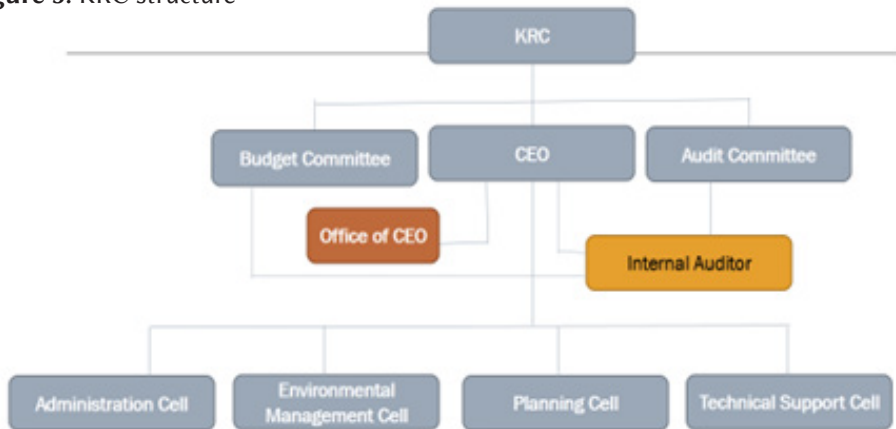 KRC structure
KRC
Budget Committee
CEO
Audit Committee
Office of CEO
Internal Auditor
Administration Cell
Environmental
Management Cell
Planning Cell
Technical Support Cell